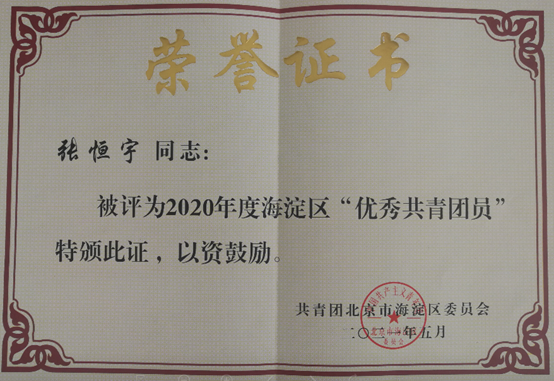 荣誉证书
张恒宇 同志：
被评为2020年度海淀区“优秀共青团员”
特颁此证，以资鼓励。
共青团北京市海淀区委员会
年五月